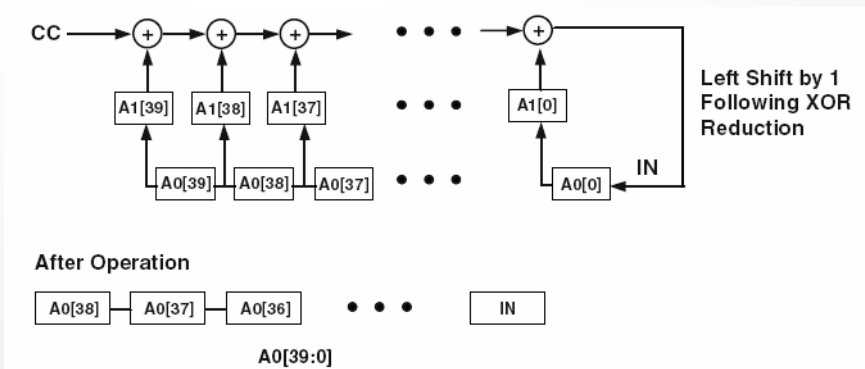 CC + + + • • • +
Left Shift by 1
Following XOR
Reduction
A1[39] A1[38] A1[37] • • • A1[0]
IN
A0[39] A0[38] A0[37] • • • A0[0]
After Operation
A0[38] A0[37] A0[36] • • • IN
A0[39:0]